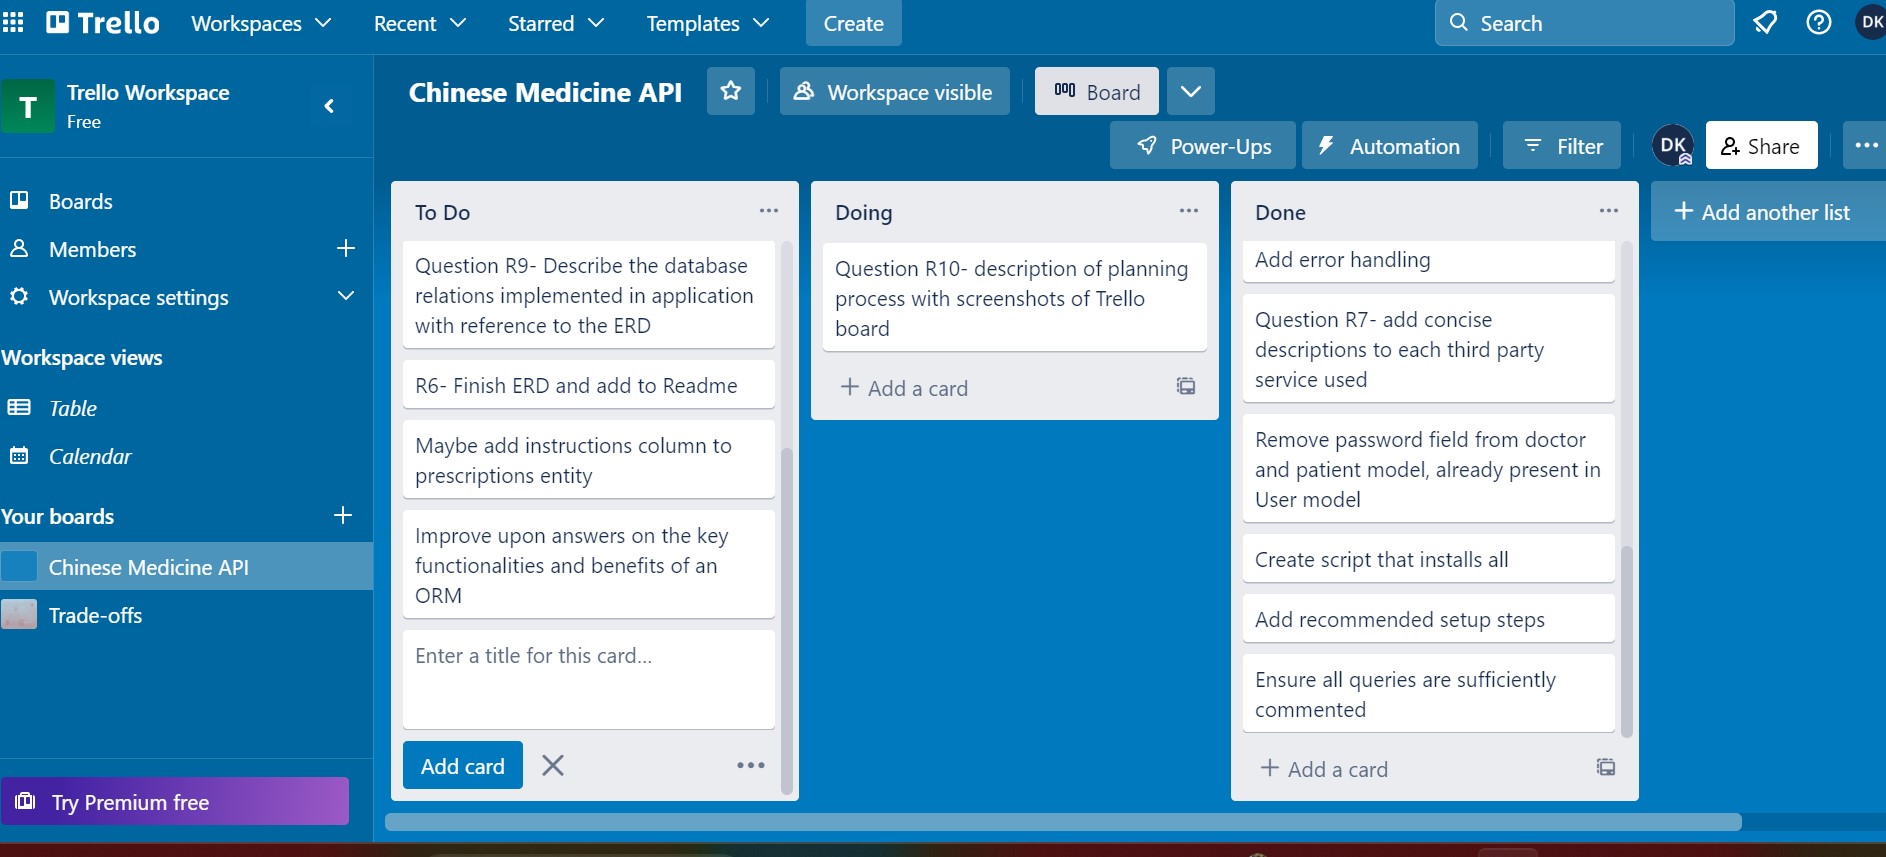 Trello
Workspaces
Recent
Starred
Templates
Create
Search
DK
T
Trello Workspace
Free
Chinese Medicine API
Workspace visible
Board
Power-Ups
Automation
Filter
DK
Share
Boards
Members
Workspace settings
Workspace views
Table
Calendar
Your boards
Chinese Medicine API
Trade-offs
Try Premium free
To Do
Question R9- Describe the database
relations implemented in application
with reference to the ERD
R6- Finish ERD and add to Readme
Maybe add instructions column to
prescriptions entity
Improve upon answers on the key
functionalities and benefits of an
ORM
Enter a title for this card...
Add card
Doing
Question R10- description of planning
process with screenshots of Trello
board
Add a card
Done
Add error handling
Question R7- add concise
descriptions to each third party
service used
Remove password field from doctor
and patient model, already present in
User model
Create script that installs all
Add recommended setup steps
Ensure all queries are sufficiently
commented
Add a card
Add another list